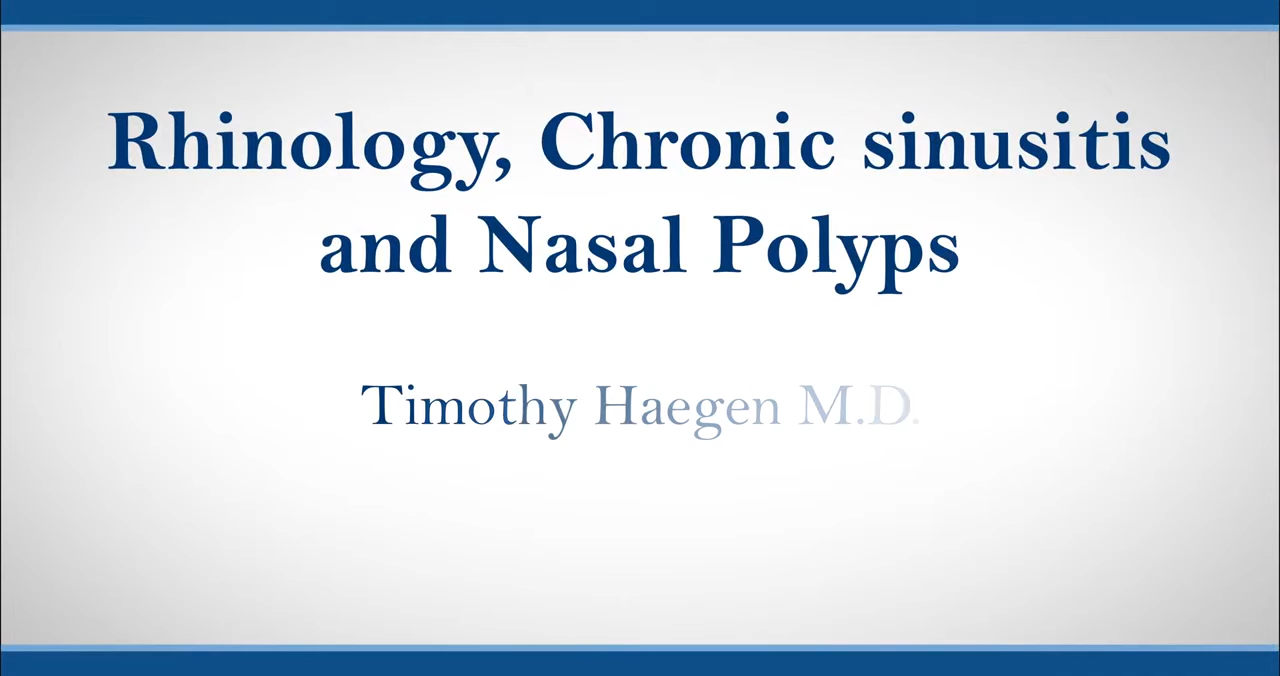 Rhinology, Chronic sinusitis
and Nasal Polyps
Timothy Haegen M.D.